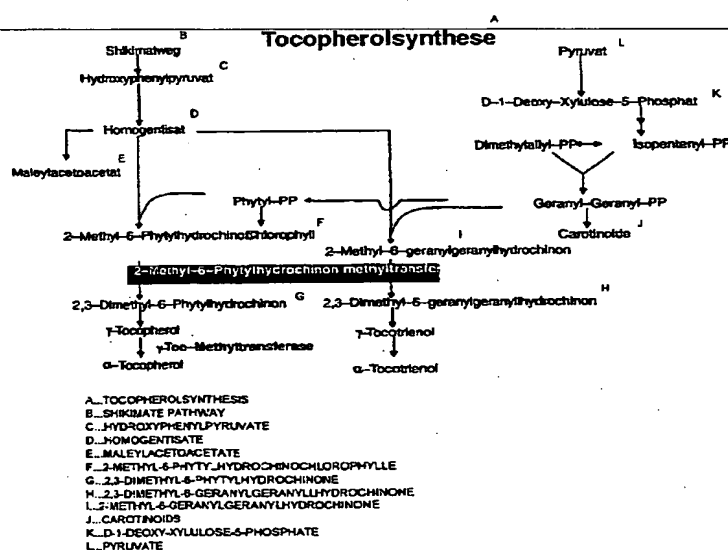 A
Tocopherolsynthese
B
Shikimatweg
Pyruvat L
Hydroxyphenylpyruvat C
K
D-1-Deoxy-Xylulose-5-Phosphat
D
Homogentisat
Dimethylallyl-PP
Isopentenyl-PP
E
Maleylacetoacetat
Phytyl-PP
Geranyl-Geranyl-PP
F
J
2-Methyl-6-Phytylhydrochinon
Chlorophyll
I
Carotinoide
2-Methyl-6-geranylgeranylhydrochinon
2-Methyl-6-Phytylhydrochinon methyltransfe
2,3-Dimethyl-6-Phytylhydrochinon G
2,3-Dimethyl-6-geranylgeranylhydrochinon H
γ-Tocopherol
γ-Tocotrienol
γ-Toc-Methyltransferase
α-Tocopherol
α-Tocotrienol
A...TOCOPHEROLSYNTHESIS
B...SHIKIMATE PATHWAY
C...HYDROXYPHENYLPYRUVATE
D...HOMOGENTISATE
E...MALEYLACETOACETATE
F...2-METHYL-6-PHYTYLHYDROCHINOCHLOROPHYLLE
G...2,3-DIMETHYL-6-PHYTYLHYDROCHINONE
H...2,3-DIMETHYL-6-GERANYLGERANYLLHYDROCHINONE
I...2-METHYL-6-GERANYLGERANYLHYDROCHINONE
J...CAROTINOIDS
K...D-1-DEOXY-XYLULOSE-5-PHOSPHATE
L...PYRUVATE